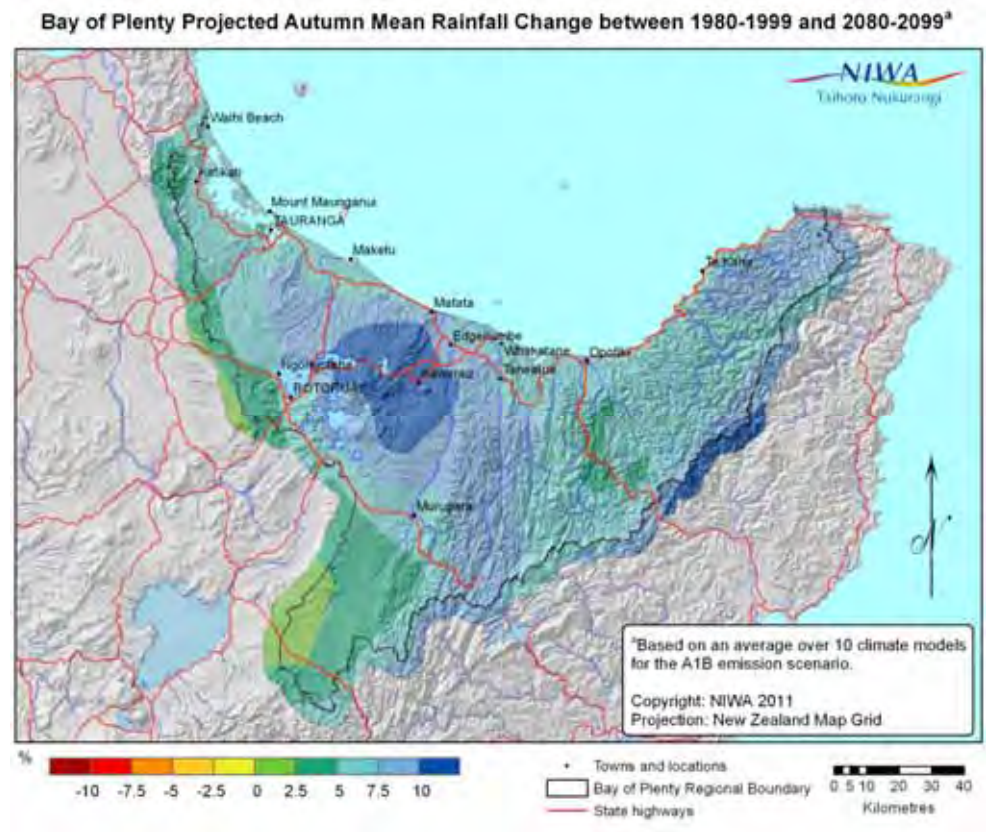 Bay of Plenty Projected Autumn Mean Rainfall Change between 1980-1999 and 2080-2099ª
NIWA
Taihoro Nukurangi
Waihi Beach
Katikati
Mount Maunganui
TAURANGA
Maketu
Te Kaha
Matata
Edgecumbe
Whakatane
Opotiki
Ngongotaha
Kawerau
Taneatua
ROTORUA
Murupara
ªBased on an average over 10 climate models
for the A1B emission scenario.
Copyright: NIWA 2011
Projection: New Zealand Map Grid
%
-10 -7.5 -5 -2.5 0 2.5 5 7.5 10
Towns and locations
Bay of Plenty Regional Boundary
State highways
0 5 10 20 30 40
Kilometres